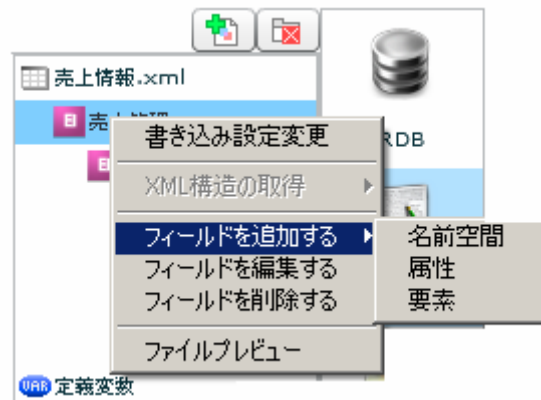 売上情報.xml
E 売上管理
書き込み設定変更
RDB
E
XML構造の取得
フィールドを追加する
名前空間
フィールドを編集する
属性
フィールドを削除する
要素
ファイルプレビュー
VAR 定義変数